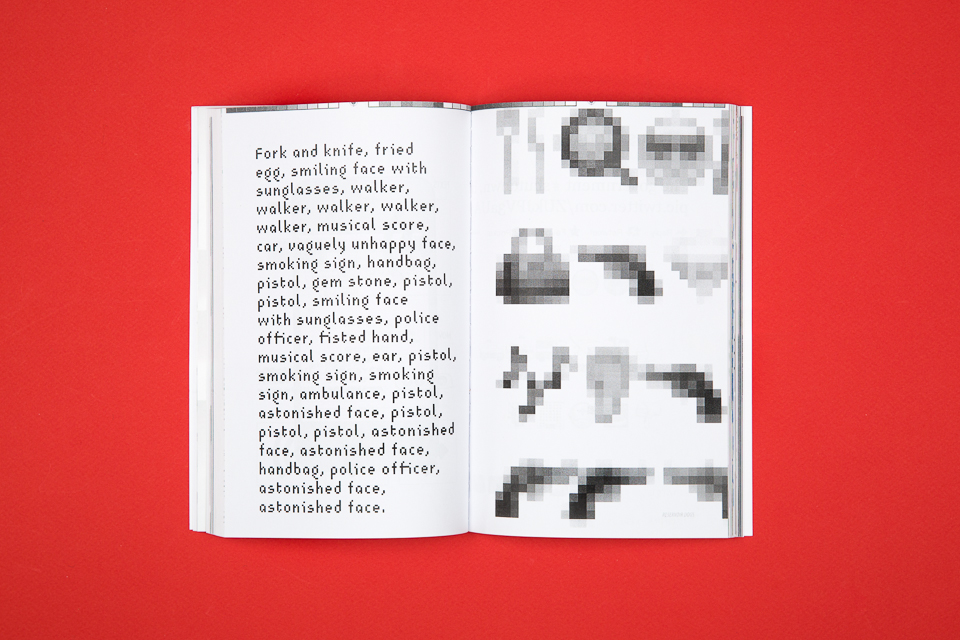 Fork and knife, fried
egg, smiling face with
sunglasses, walker,
walker, walker, walker,
walker, musical score,
car, vaguely unhappy face,
smoking sign, handbag,
pistol, gem stone, pistol,
pistol, smiling face
with sunglasses, police
officer, fisted hand,
musical score, ear, pistol,
smoking sign, smoking
sign, ambulance, pistol,
astonished face, pistol,
pistol, pistol, astonished
face, astonished face,
handbag, police officer,
astonished face,
astonished face.